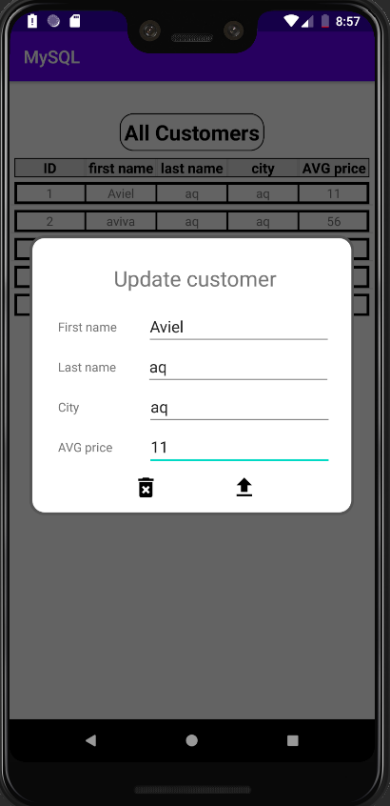 8:57
MySQL
All Customers
ID first name last name city AVG price
1 Aviel aq aq 11
2 aviva aq aq 56
Update customer
First name Aviel
Last name aq
City aq
AVG price 11